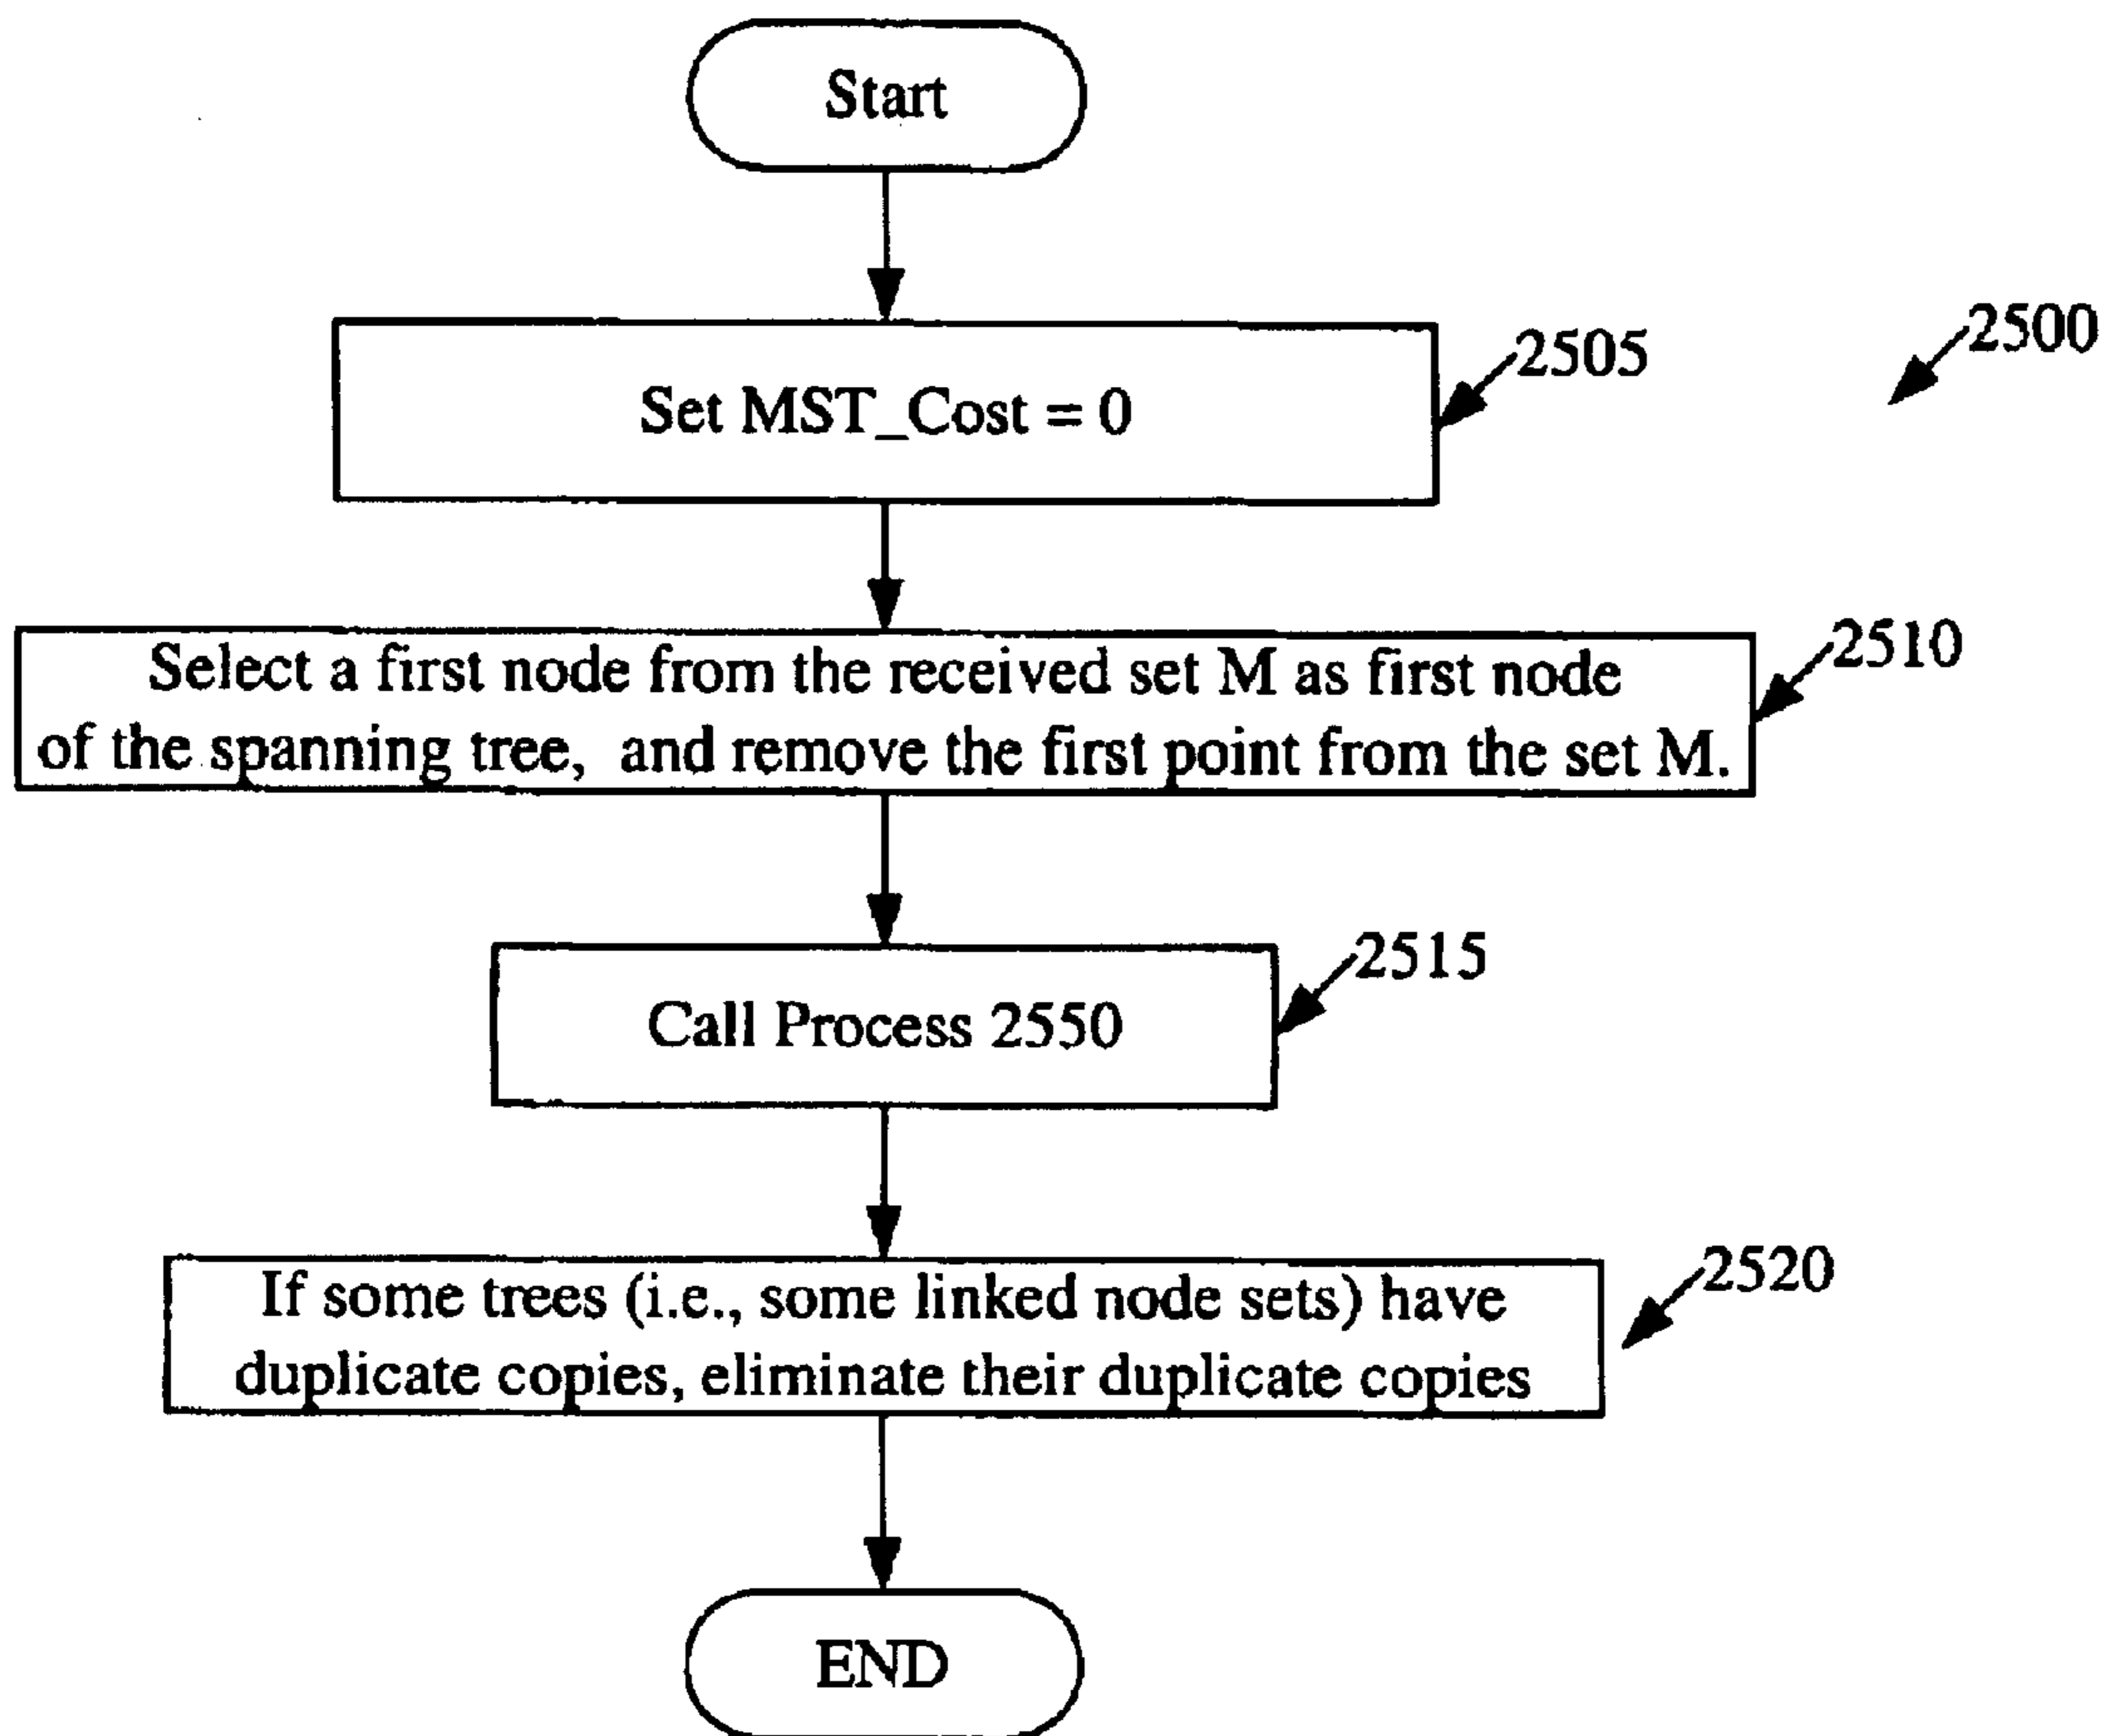 Start
2500
2505
Set MST_Cost = 0
2510
Select a first node from the received set M as first node
of the spanning tree, and remove the first point from the set M.
2515
Call Process 2550
2520
If some trees (i.e., some linked node sets) have
duplicate copies, eliminate their duplicate copies
END